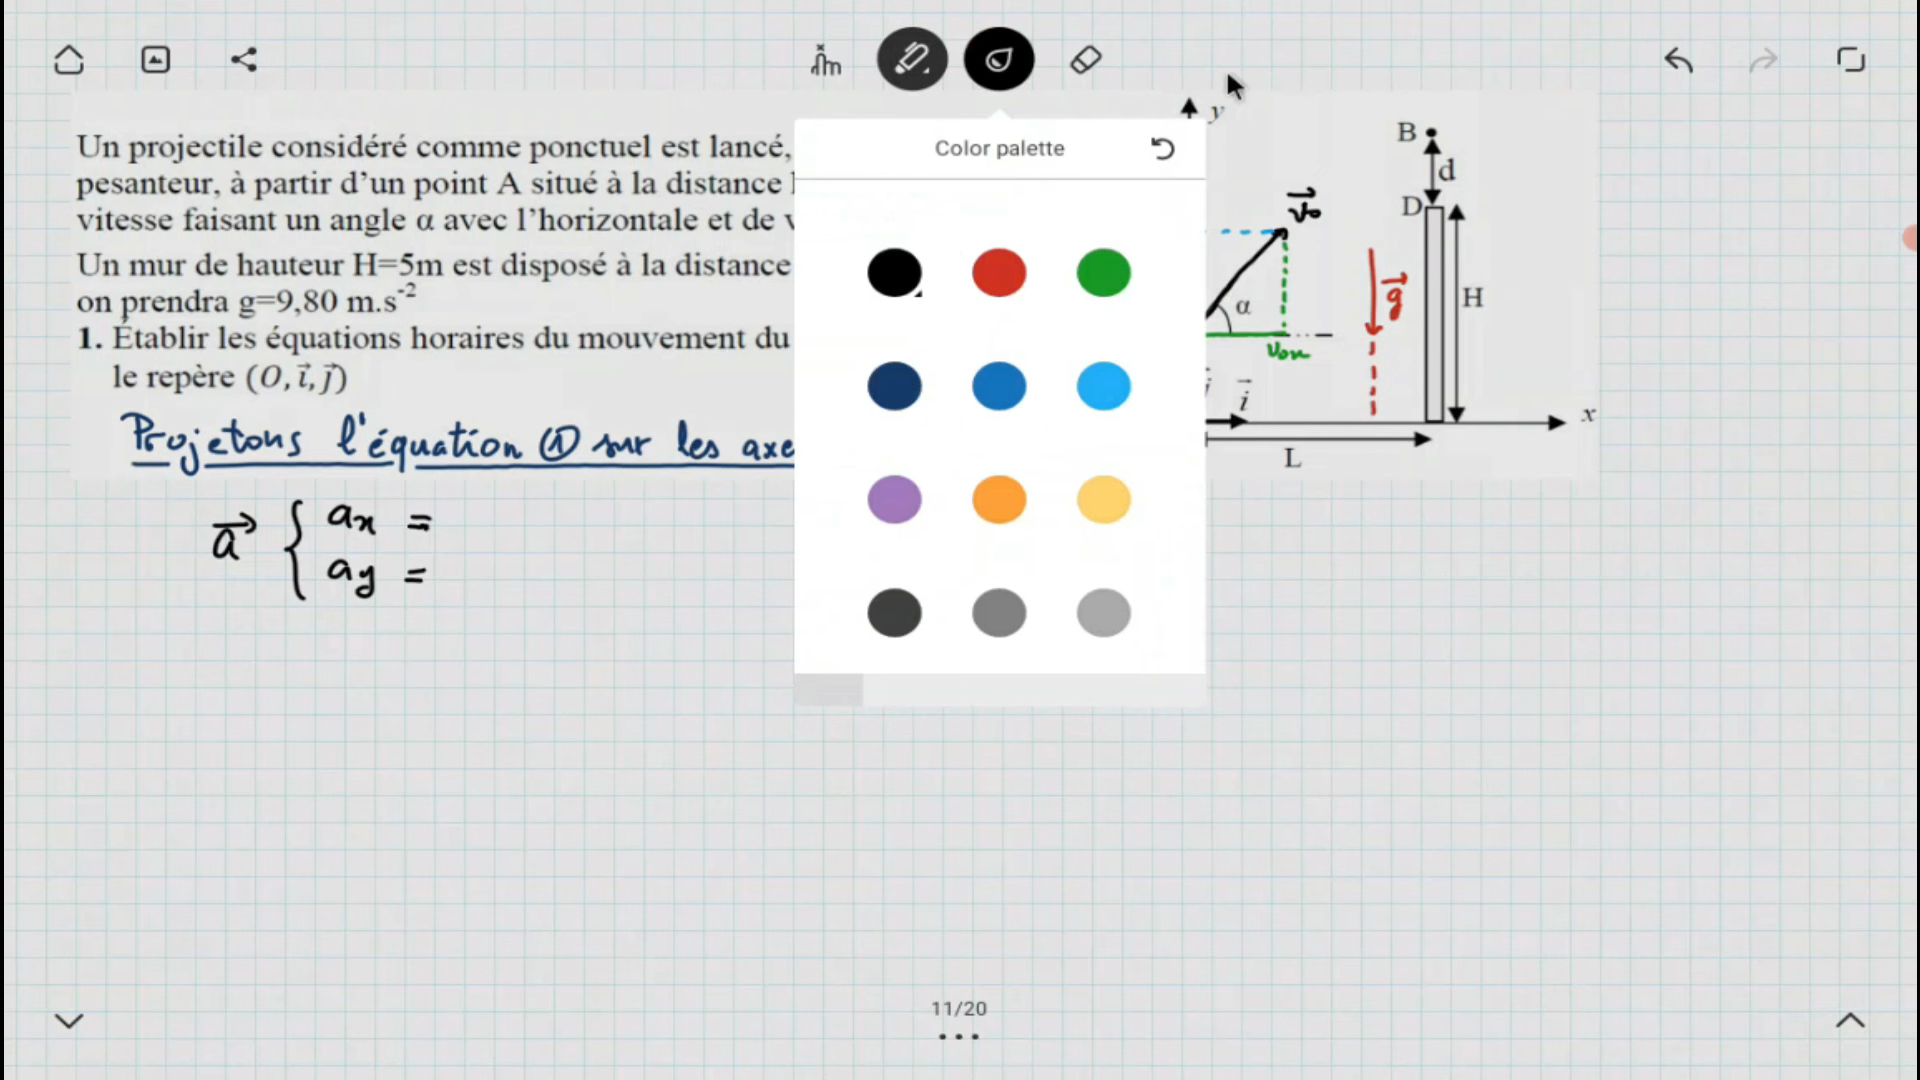 Color palette
Un projectile considéré comme ponctuel est lancé,
pesanteur, à partir d'un point A situé à la distance
vitesse faisant un angle α avec l'horizontale et de v
Un mur de hauteur H=5m est disposé à la distance
on prendra g=9,80 m.s⁻²
1. Établir les équations horaires du mouvement du
le repère (O, i⃗, j⃗)
Projetons l'équation ① sur les axe
a⃗ { ax =
ay =
y
B
d
D
v⃗o
α
g⃗
H
vox
j
i⃗
x
L
11/20